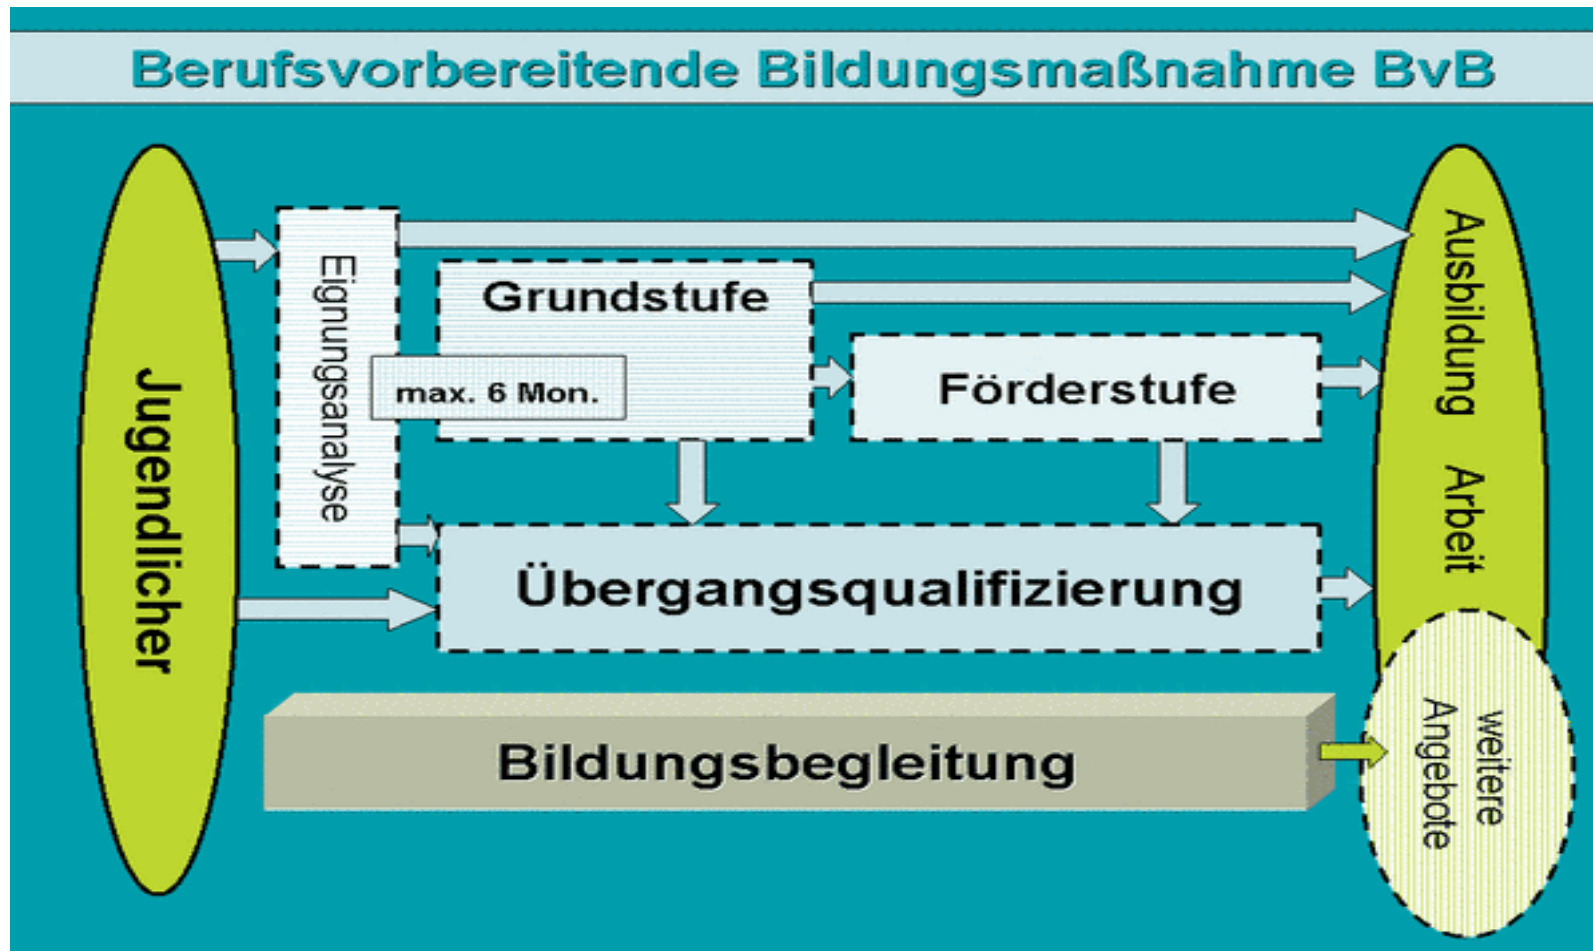 Berufsvorbereitende Bildungsmaßnahme BvB
Jugendlicher
Eignungsanalyse
Grundstufe
max. 6 Mon.
Förderstufe
Übergangsqualifizierung
Bildungsbegleitung
Ausbildung Arbeit
weitere
Angebote